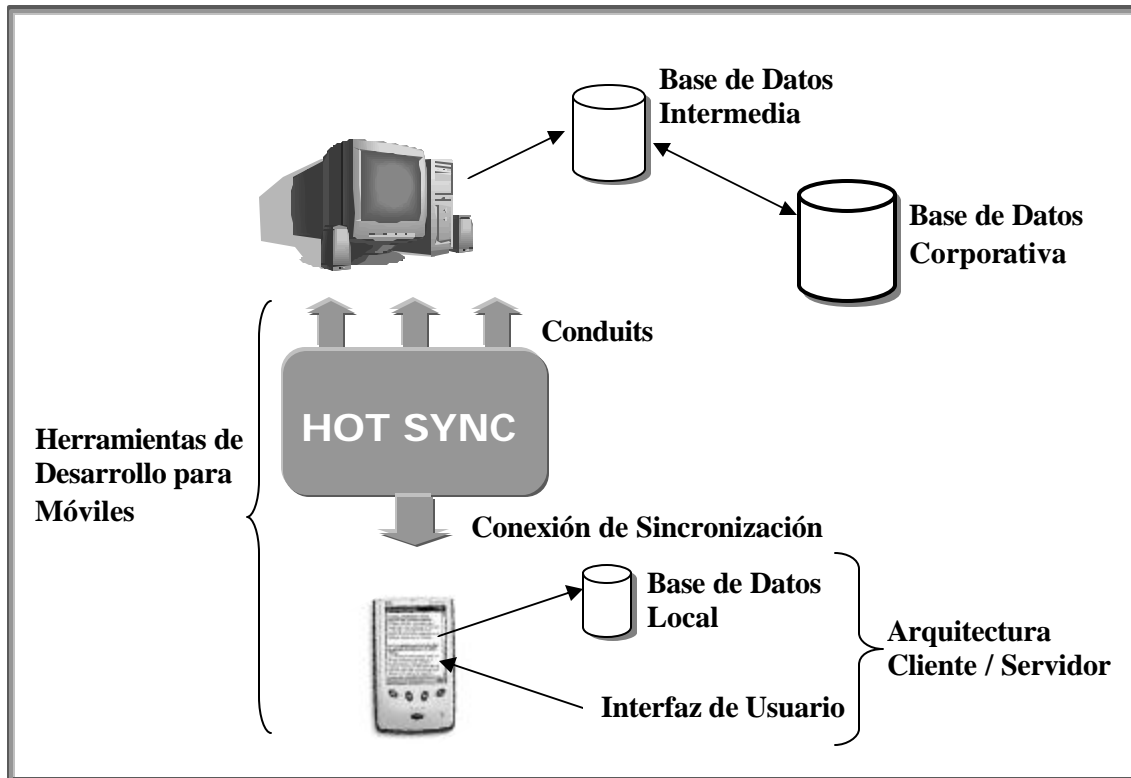 Base de Datos
Intermedia
Base de Datos
Corporativa
Conduits
HOT SYNC
Herramientas de
Desarrollo para
Móviles
Conexión de Sincronización
Base de Datos
Local
Arquitectura
Cliente / Servidor
Interfaz de Usuario